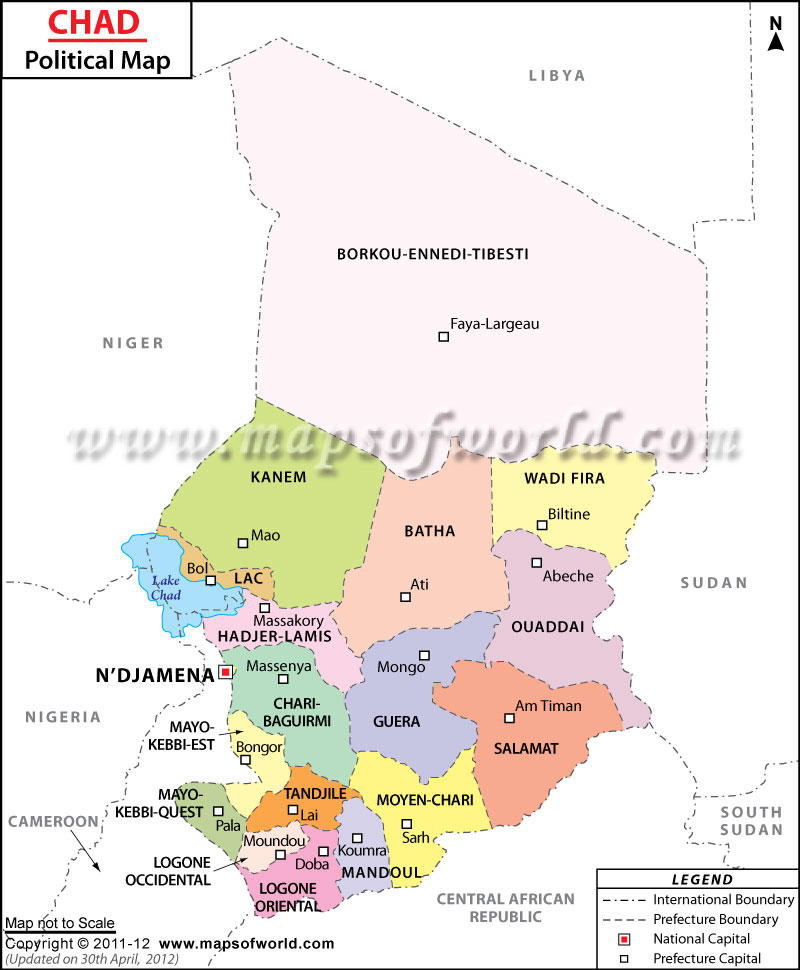 CHAD
Political Map
N
LIBYA
BORKOU-ENNEDI-TIBESTI
Faya-Largeau
NIGER
www.mapsofworld.com
KANEM
WADI FIRA
Biltine
BATHA
Mao
Bol
LAC
Lake
Chad
Abeche
Ati
SUDAN
Massakory
HADJER-LAMIS
OUADDAI
N'DJAMENA
Massenya
Mongo
CHARI-
BAGUIRMI
GUERA
Am Timan
SALAMAT
NIGERIA
MAYO-
KEBBI-EST
Bongor
MAYO-
KEBBI-QUEST
Pala
TANDJILE
Lai
MOYEN-CHARI
Sarh
CAMEROON
SOUTH
SUDAN
Moundou
Doba
Koumra
MANDOUL
LOGONE
OCCIDENTAL
LOGONE
ORIENTAL
CENTRAL AFRICAN
REPUBLIC
LEGEND
International Boundary
Prefecture Boundary
National Capital
Prefecture Capital
Map not to Scale
Copyright © 2011-12 www.mapsofworld.com
(Updated on 30th April, 2012)